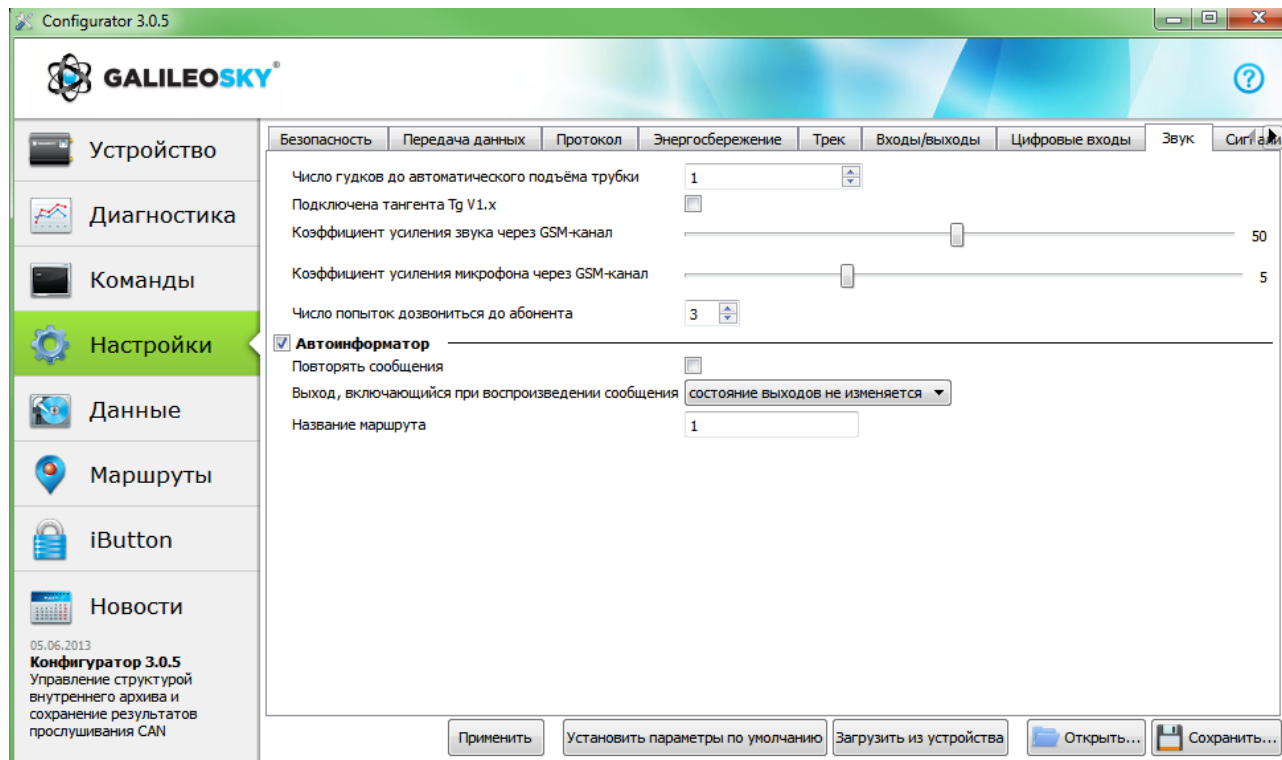 Configurator 3.0.5
GALILEOSKY®
Устройство
Диагностика
Команды
Настройки
Данные
Маршруты
iButton
Новости
05.06.2013
Конфигуратор 3.0.5
Управление структурой
внутреннего архива и
сохранение результатов
прослушивания CAN
Безопасность Передача данных Протокол Энергосбережение Трек Входы/выходы Цифровые входы Звук
Число гудков до автоматического подъёма трубки 1
Подключена тангента Tg V1.x
Коэффициент усиления звука через GSM-канал 50
Коэффициент усиления микрофона через GSM-канал 5
Число попыток дозвониться до абонента 3
Автоинформатор
Повторять сообщения
Выход, включающийся при воспроизведении сообщения состояние выходов не изменяется
Название маршрута 1
Применить Установить параметры по умолчанию Загрузить из устройства Открыть... Сохранить...